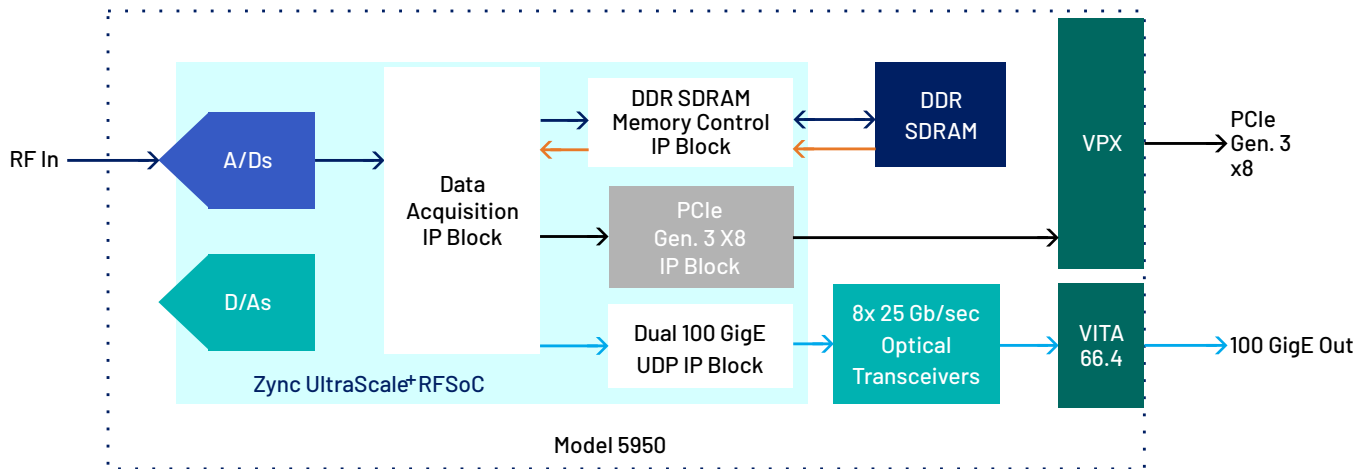 RF In
A/Ds
D/As
Data
Acquisition
IP Block
DDR SDRAM
Memory Control
IP Block
PCIe
Gen. 3 X8
IP Block
Dual 100 GigE
UDP IP Block
Zync UltraScale+ RFSoC
DDR
SDRAM
8x 25 Gb/sec
Optical
Transceivers
VPX
VITA
66.4
PCIe
Gen. 3
x8
100 GigE Out
Model 5950